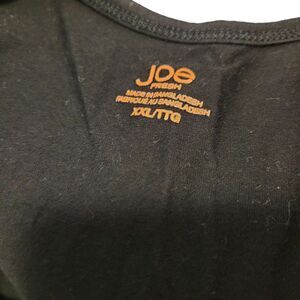 JOE
FRESH
MADE IN BANGLADESH
FABRIQUÉ AU BANGLADESH
XXL/TTG